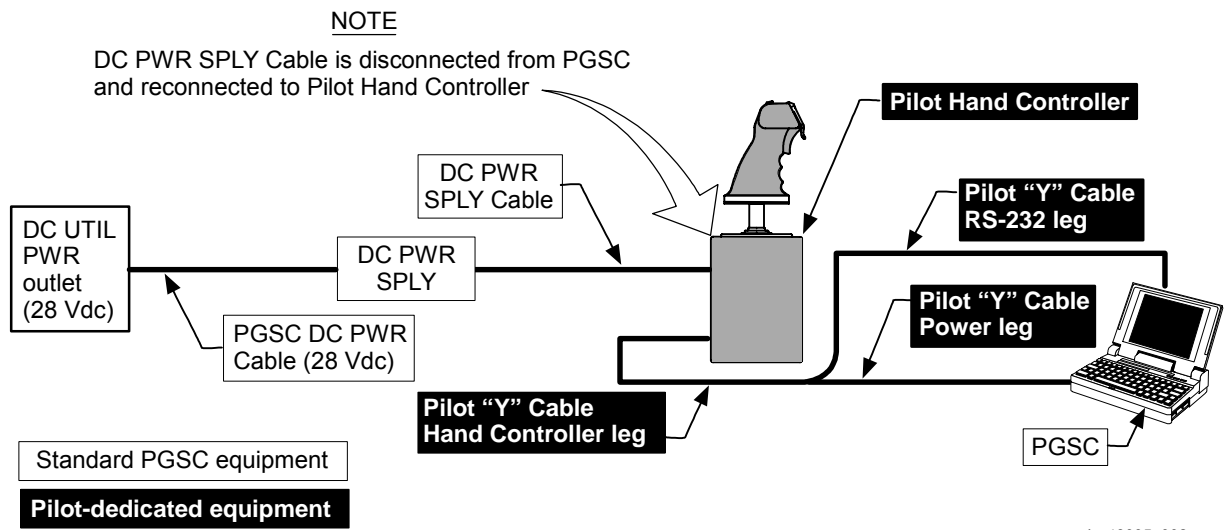 NOTE
DC PWR SPLY Cable is disconnected from PGSC
and reconnected to Pilot Hand Controller
Pilot Hand Controller
DC PWR
SPLY Cable
Pilot “Y” Cable
RS-232 leg
DC UTIL
PWR
outlet
(28 Vdc)
DC PWR
SPLY
PGSC DC PWR
Cable (28 Vdc)
Pilot “Y” Cable
Power leg
Pilot “Y” Cable
Hand Controller leg
PGSC
Standard PGSC equipment
Pilot-dedicated equipment